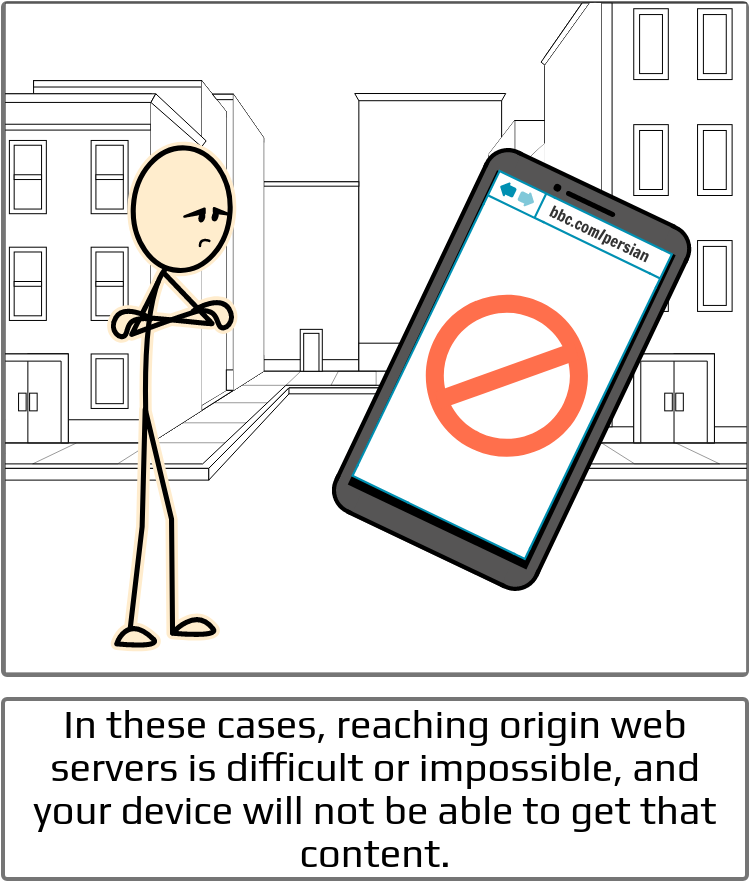 bbc.com/persian
In these cases, reaching origin web
servers is difficult or impossible, and
your device will not be able to get that
content.